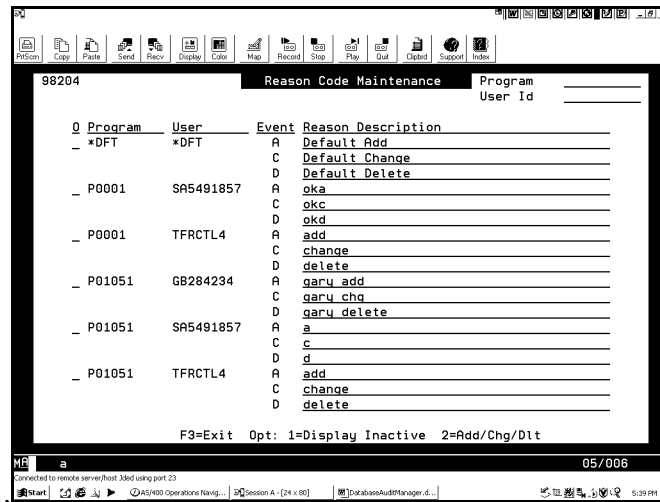 PrtScrn Copy Paste Send Recv Display Color Map Record Stop Play Quit Clipbrd Support Index
98204 Reason Code Maintenance Program
User Id
O Program User Event Reason Description
*DFT *DFT A Default Add
C Default Change
D Default Delete
P0001 SA5491857 A oka
C okc
D okd
P0001 TFRCTL4 A add
C change
D delete
P01051 GB284234 A gary add
C gary chg
D gary delete
P01051 SA5491857 A a
C c
D d
P01051 TFRCTL4 A add
C change
D delete
F3=Exit Opt: 1=Display Inactive 2=Add/Chg/Dlt
MA a 05/006
Connected to remote server/host Jded using port 23
Start AS/400 Operations Navig... Session A - [24 x 80] DatabaseAuditManager.d... 5:39 PM